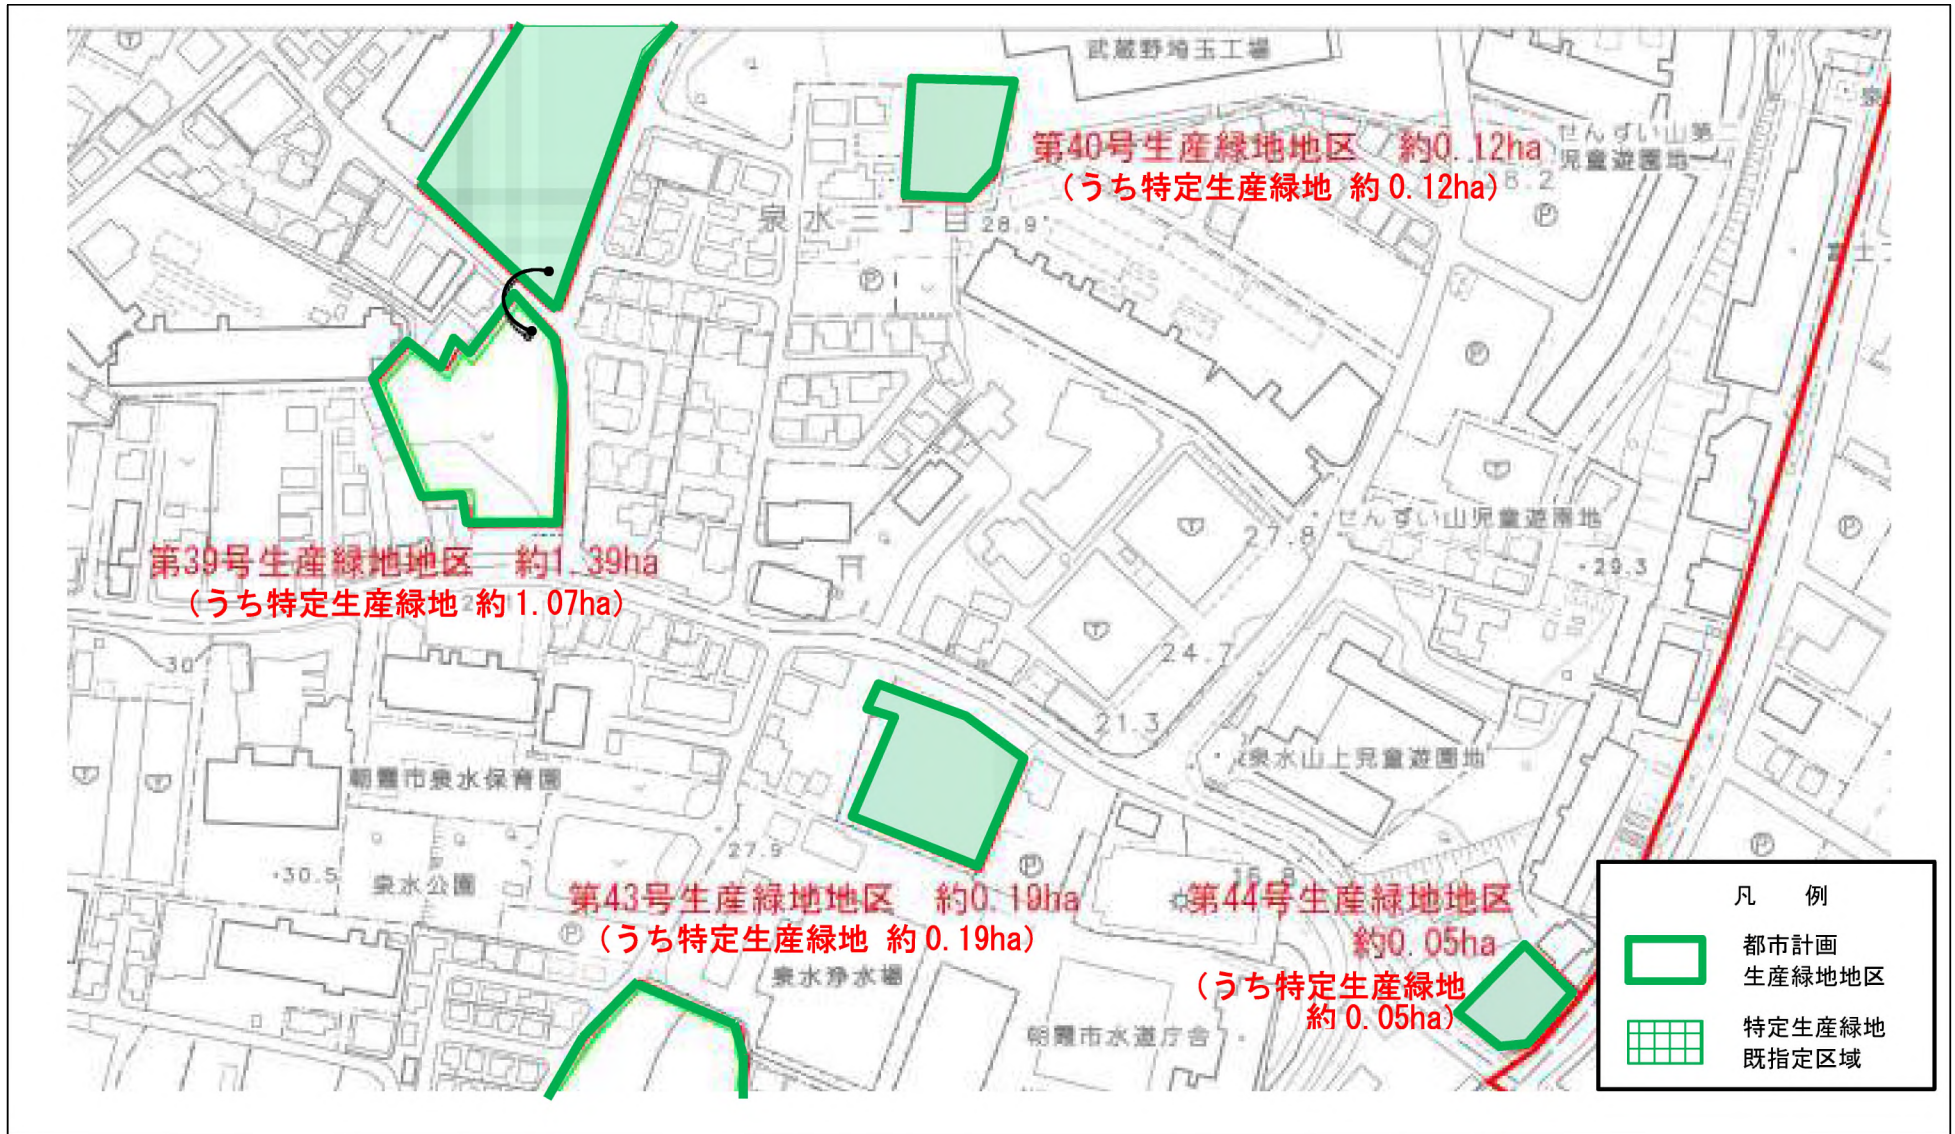 武蔵野埼玉工場
第40号生産緑地地区 約0.12ha
(うち特定生産緑地 約0.12ha)
せんずい山第二
児童遊園地
8.2
泉水三丁目
28.9
第39号生産緑地地区 約1.39ha
(うち特定生産緑地 約1.07ha)
せんずい山児童遊園地
27.8
29.3
24.7
21.3
30
泉水山上児童遊園地
朝霞市泉水保育園
27.9
30.5
泉水公園
第43号生産緑地地区 約0.19ha
(うち特定生産緑地 約0.19ha)
第44号生産緑地地区
約0.05ha
(うち特定生産緑地
約0.05ha)
泉水浄水場
朝霞市水道庁舎
凡 例
都市計画
生産緑地地区
特定生産緑地
既指定区域